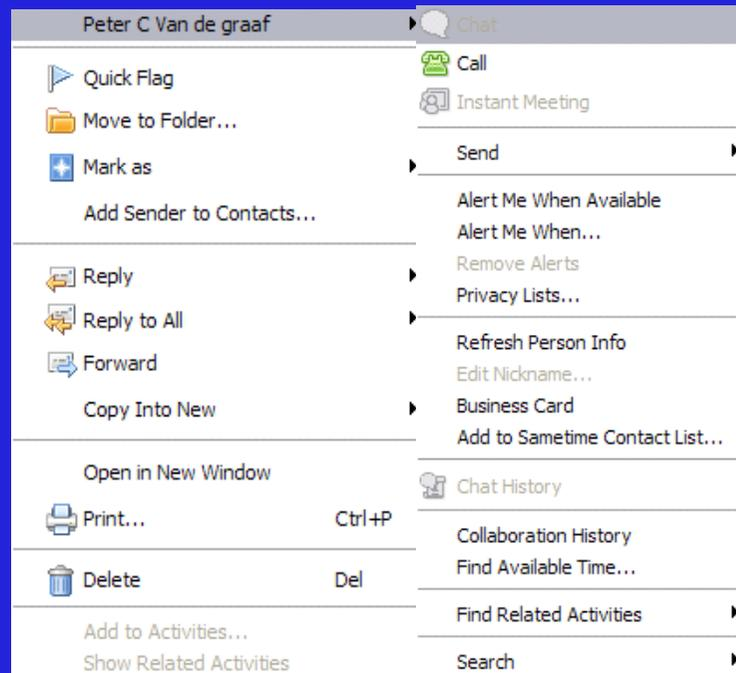 Peter C Van de graaf
Quick Flag
Move to Folder...
Mark as
Add Sender to Contacts...
Reply
Reply to All
Forward
Copy Into New
Open in New Window
Print... Ctrl+P
Delete Del
Add to Activities...
Show Related Activities
Chat
Call
Instant Meeting
Send
Alert Me When Available
Alert Me When...
Remove Alerts
Privacy Lists...
Refresh Person Info
Edit Nickname...
Business Card
Add to Sametime Contact List...
Chat History
Collaboration History
Find Available Time...
Find Related Activities
Search